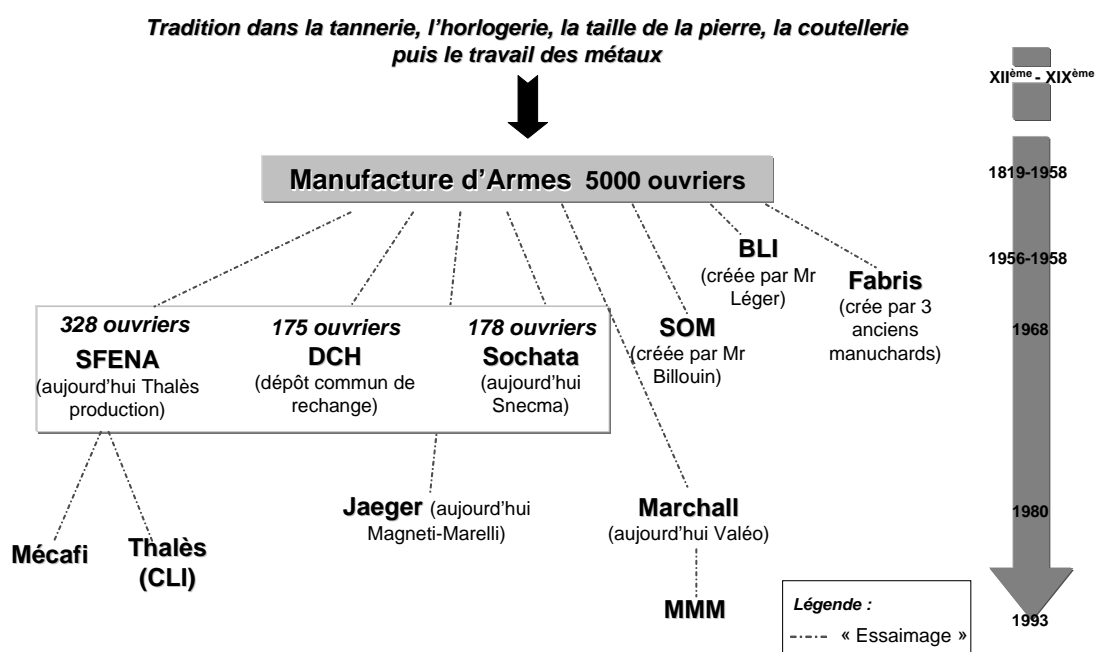 Tradition dans la tannerie, l'horlogerie, la taille de la pierre, la coutellerie
puis le travail des métaux
XIIème - XIXème
Manufacture d'Armes 5000 ouvriers
1819-1958
BLI
(créée par Mr
Léger)
1956-1958
Fabris
(crée par 3
anciens
manuchards)
328 ouvriers
SFENA
(aujourd'hui Thalès
production)
175 ouvriers
DCH
(dépôt commun de
rechange)
178 ouvriers
Sochata
(aujourd'hui
Snecma)
SOM
(créée par Mr
Billouin)
1968
Jaeger (aujourd'hui
Magneti-Marelli)
Marchall
(aujourd'hui Valéo)
1980
Mécafi
Thalès
(CLI)
MMM
Légende :
« Essaimage »
1993